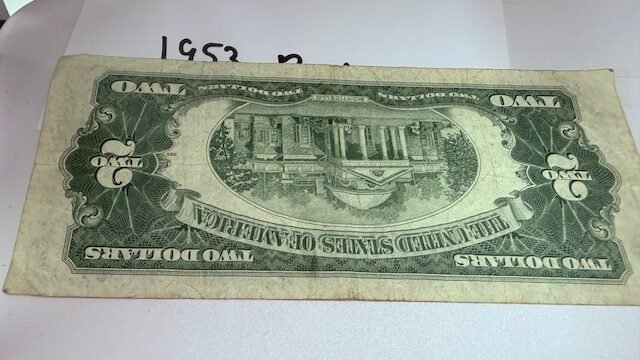 1953
THE UNITED STATES OF AMERICA
TWO DOLLARS
TWO DOLLARS
2
TWO
2
TWO
TWO DOLLARS
MONTICELLO
TWO DOLLARS
TWO
TWO